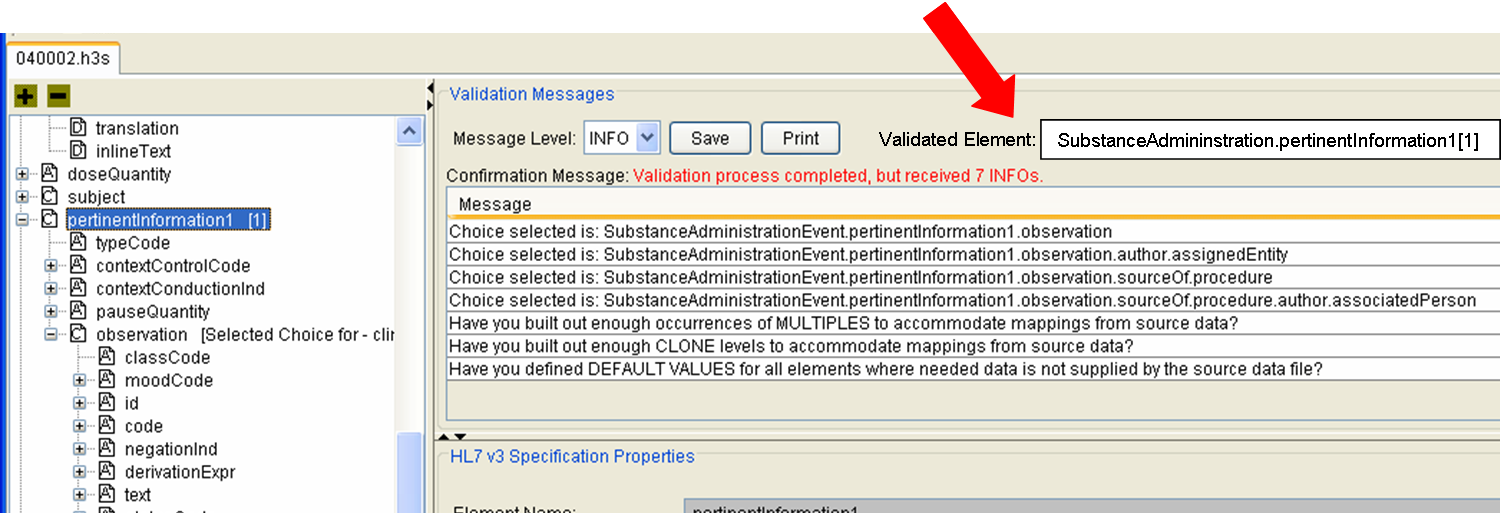 040002.h3s
translation
inlineText
doseQuantity
subject
pertinentInformation1 [1]
typeCode
contextControlCode
contextConductionInd
pauseQuantity
observation [Selected Choice for - clin
classCode
moodCode
id
code
negationInd
derivationExpr
text
Validation Messages
Message Level: INFO Save Print Validated Element: SubstanceAdmininstration.pertinentInformation1[1]
Confirmation Message: Validation process completed, but received 7 INFOs.
Message
Choice selected is: SubstanceAdministrationEvent.pertinentInformation1.observation
Choice selected is: SubstanceAdministrationEvent.pertinentInformation1.observation.author.assignedEntity
Choice selected is: SubstanceAdministrationEvent.pertinentInformation1.observation.sourceOf.procedure
Choice selected is: SubstanceAdministrationEvent.pertinentInformation1.observation.sourceOf.procedure.author.associatedPerson
Have you built out enough occurrences of MULTIPLES to accommodate mappings from source data?
Have you built out enough CLONE levels to accommodate mappings from source data?
Have you defined DEFAULT VALUES for all elements where needed data is not supplied by the source data file?
HL7 v3 Specification Properties
Element Name: pertinentInformation1